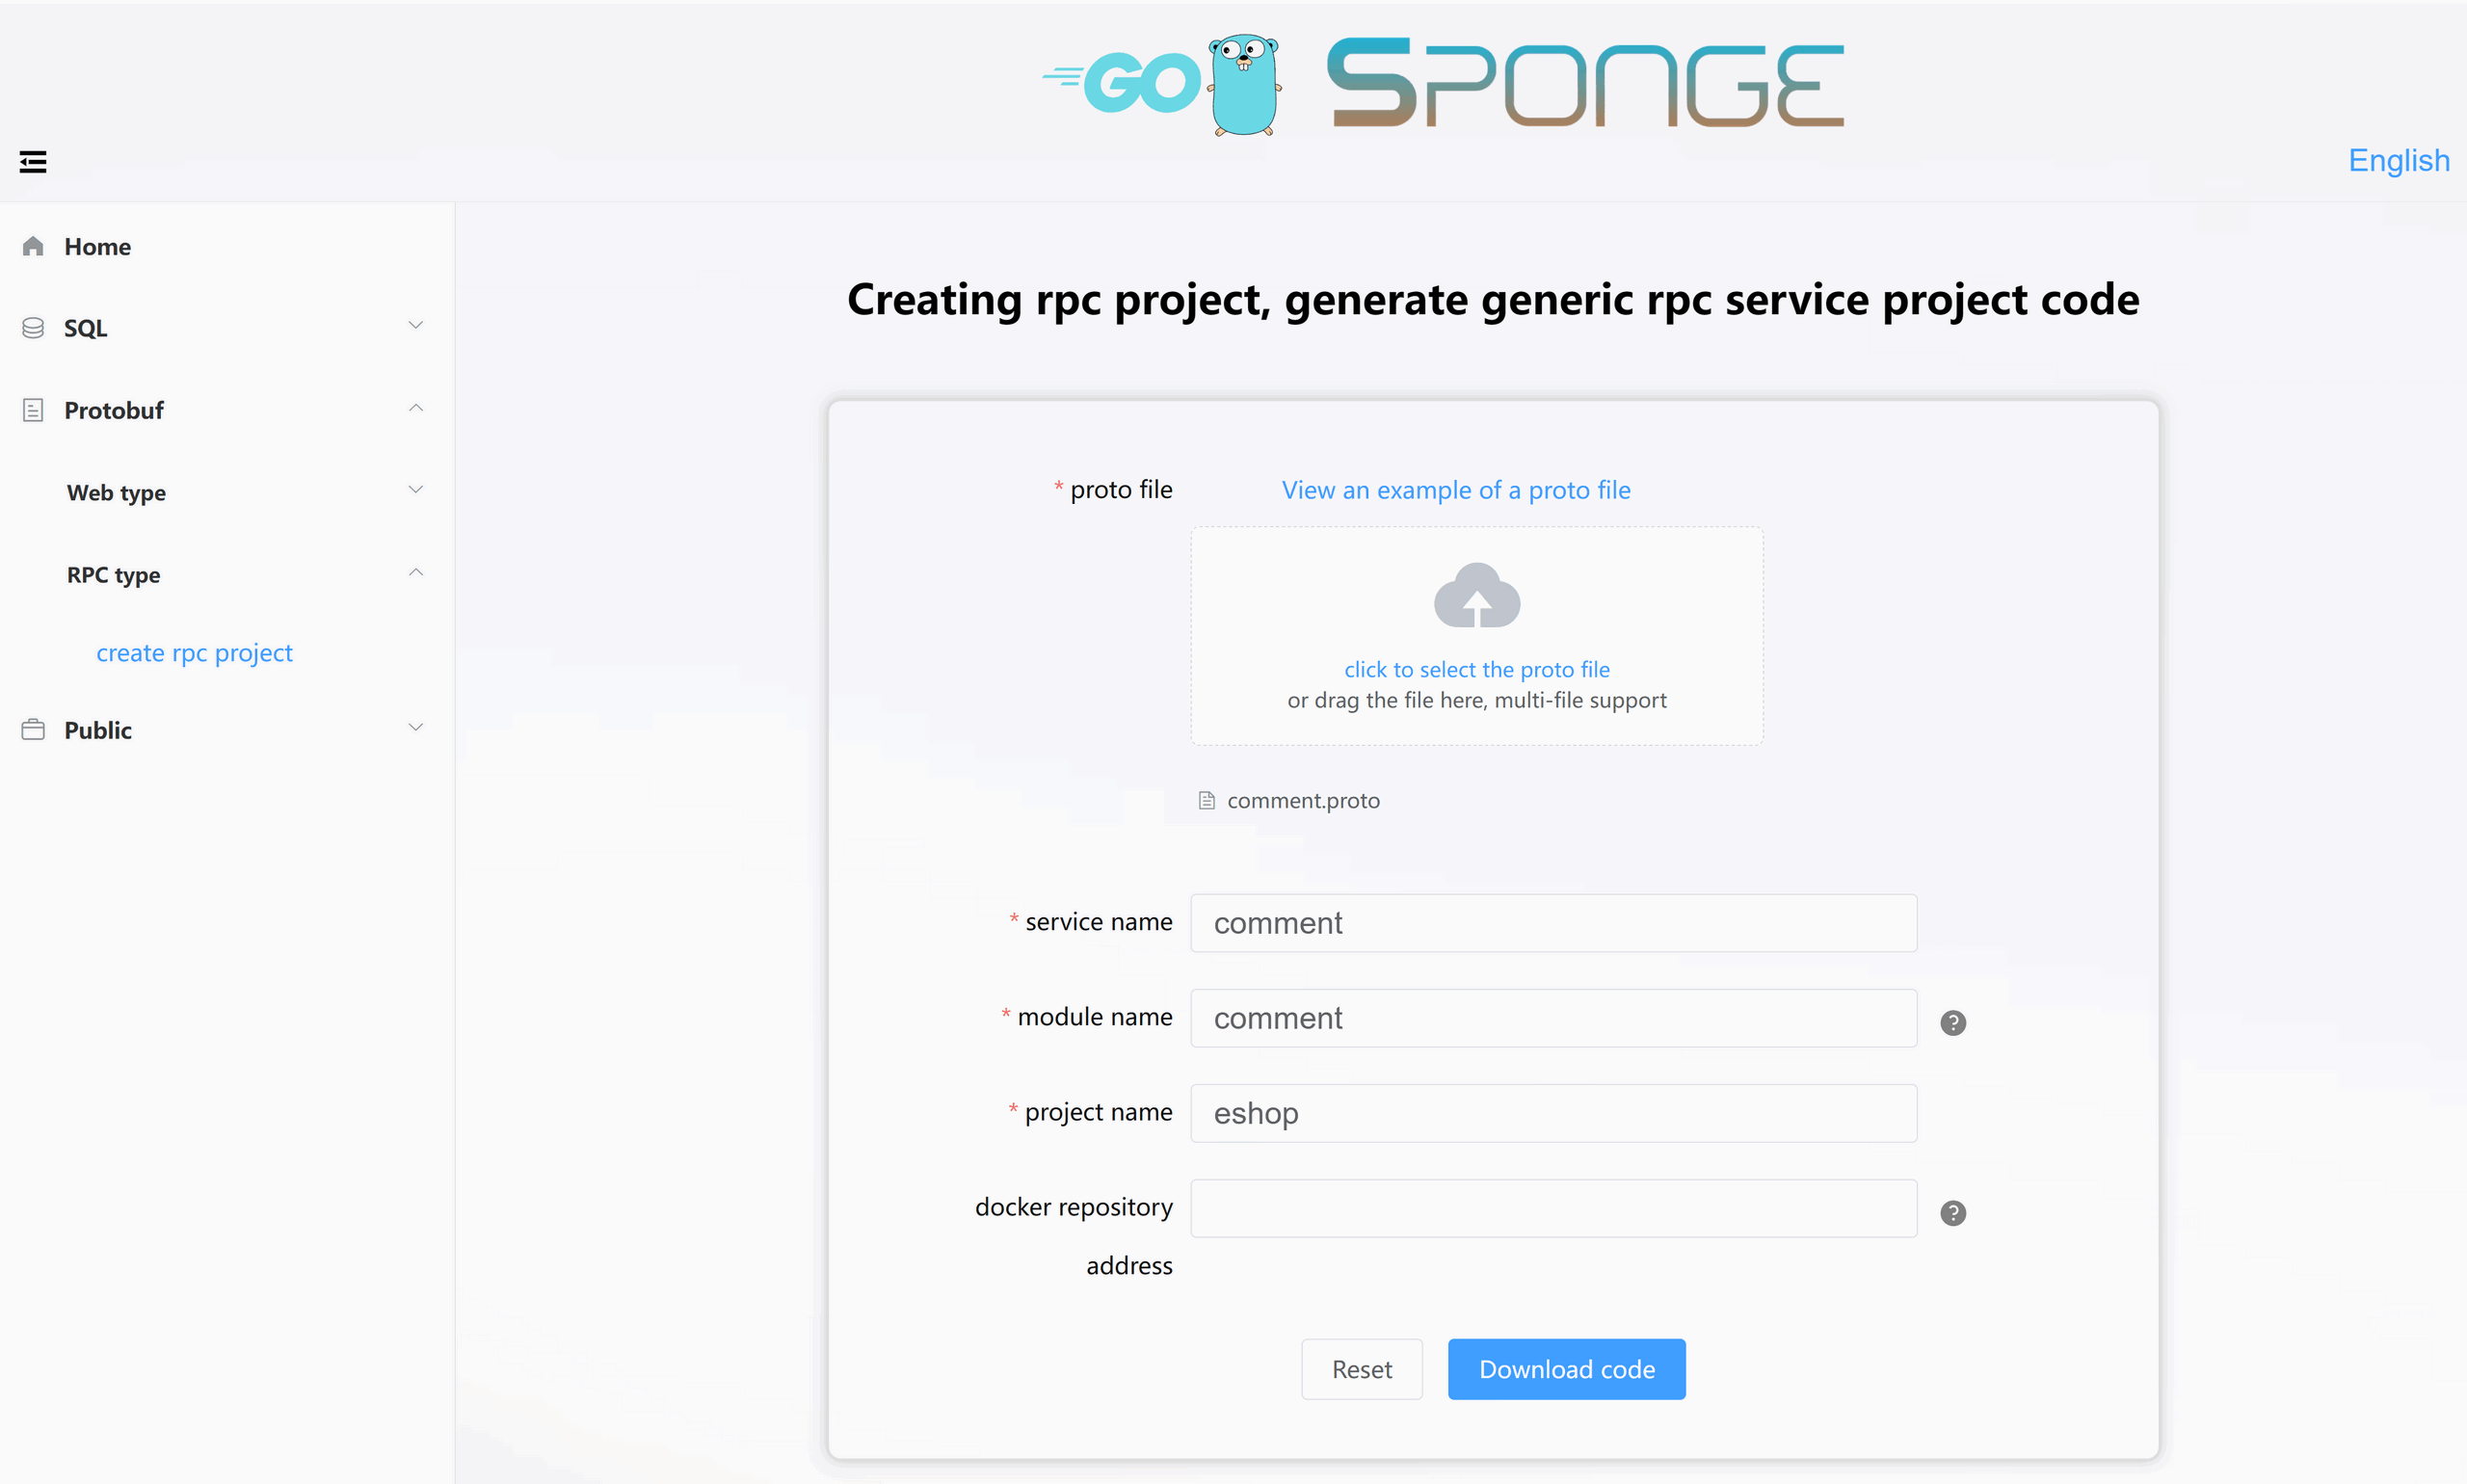 GO SPONGE
English
Home
SQL
Protobuf
Web type
RPC type
create rpc project
Public
Creating rpc project, generate generic rpc service project code
* proto file View an example of a proto file
click to select the proto file
or drag the file here, multi-file support
comment.proto
* service name comment
* module name comment ?
* project name eshop
docker repository ?
address
Reset Download code